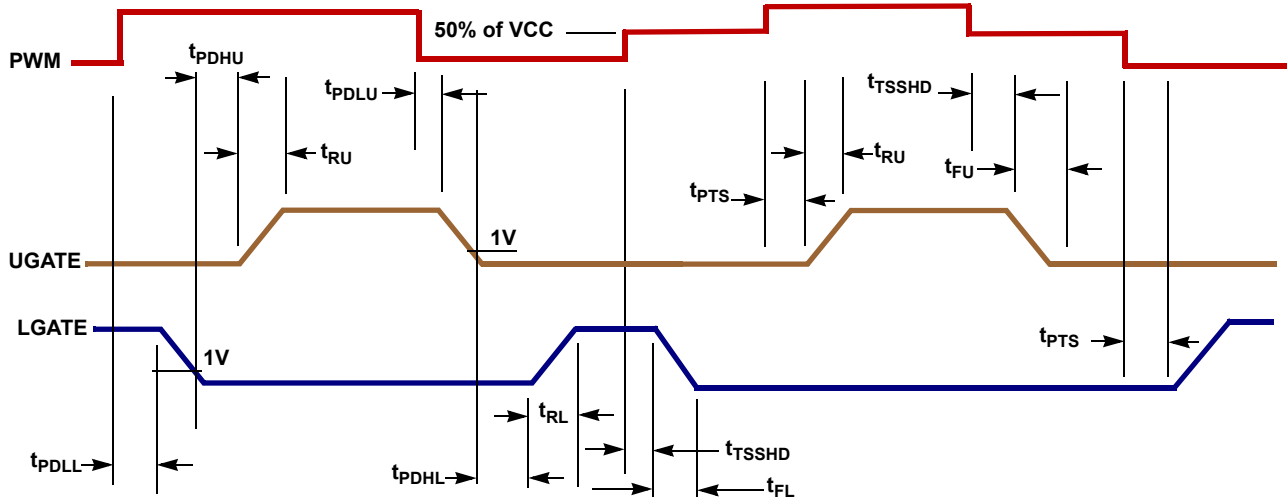 50% of VCC
PWM
tPDHU
tPDLU
tTSSHD
tRU
tRU
tFU
tPTS
1V
UGATE
LGATE
1V
tPTS
tRL
tTSSHD
tPDLL
tPDHL
tFL